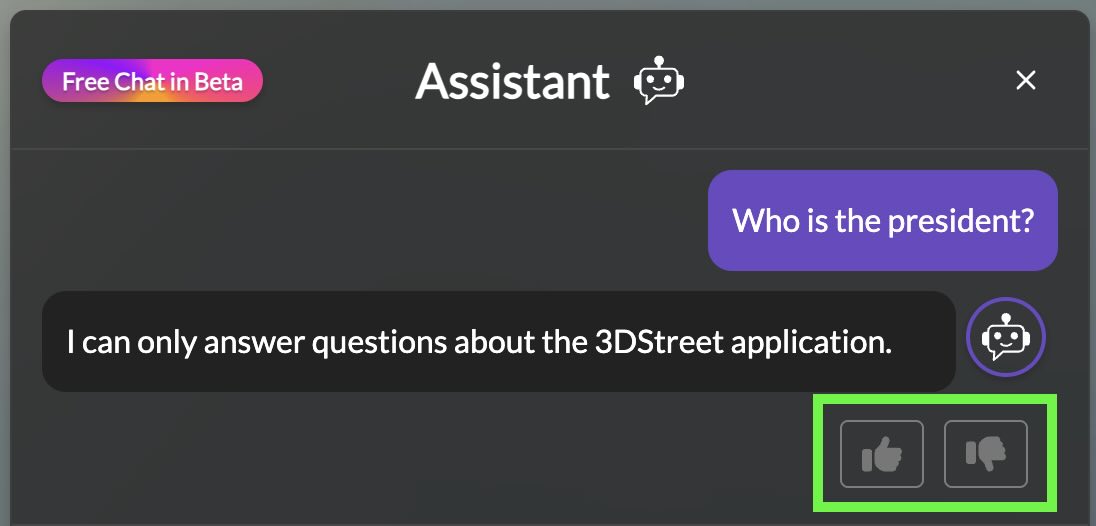 Free Chat in Beta
Assistant
Who is the president?
I can only answer questions about the 3DStreet application.